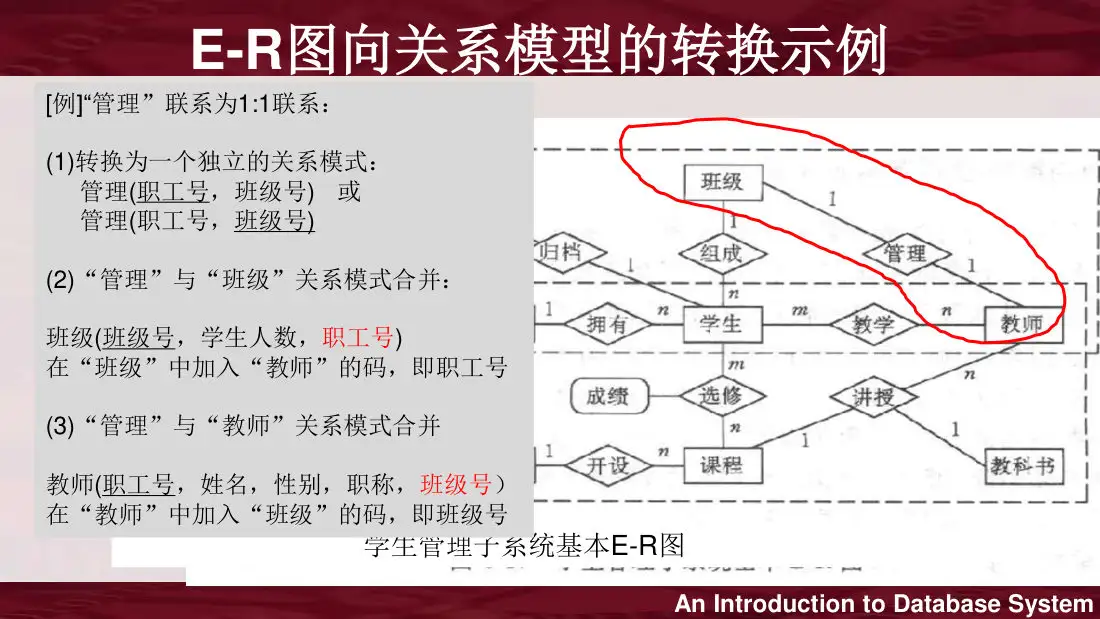 E-R图向关系模型的转换示例
[例]“管理”联系为1:1联系：
(1)转换为一个独立的关系模式：
管理(职工号，班级号) 或
管理(职工号，班级号)
(2)“管理”与“班级”关系模式合并：
班级(班级号，学生人数，职工号)
在“班级”中加入“教师”的码，即职工号
(3)“管理”与“教师”关系模式合并
教师(职工号，姓名，性别，职称，班级号）
在“教师”中加入“班级”的码，即班级号
班级
1
1
归档
1
组成
管理
1
n
n
1
拥有
n
学生
m
教学
n
教师
m
n
成绩
选修
讲授
n
1
1
1
开设
n
课程
教科书
学生管理子系统基本E-R图
An Introduction to Database System